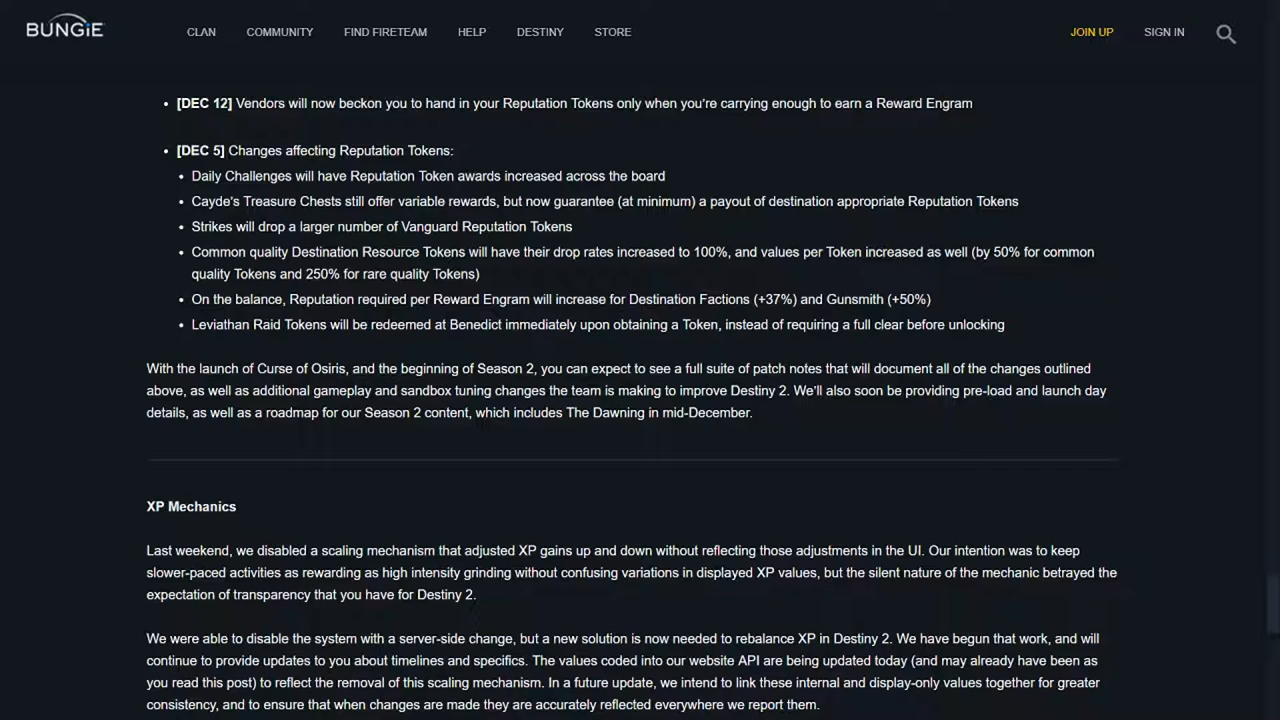 BUNGiE
CLAN COMMUNITY FIND FIRETEAM HELP DESTINY STORE JOIN UP SIGN IN
• [DEC 12] Vendors will now beckon you to hand in your Reputation Tokens only when you're carrying enough to earn a Reward Engram
• [DEC 5] Changes affecting Reputation Tokens:
• Daily Challenges will have Reputation Token awards increased across the board
• Cayde's Treasure Chests still offer variable rewards, but now guarantee (at minimum) a payout of destination appropriate Reputation Tokens
• Strikes will drop a larger number of Vanguard Reputation Tokens
• Common quality Destination Resource Tokens will have their drop rates increased to 100%, and values per Token increased as well (by 50% for common
quality Tokens and 250% for rare quality Tokens)
• On the balance, Reputation required per Reward Engram will increase for Destination Factions (+37%) and Gunsmith (+50%)
• Leviathan Raid Tokens will be redeemed at Benedict immediately upon obtaining a Token, instead of requiring a full clear before unlocking
With the launch of Curse of Osiris, and the beginning of Season 2, you can expect to see a full suite of patch notes that will document all of the changes outlined
above, as well as additional gameplay and sandbox tuning changes the team is making to improve Destiny 2. We'll also soon be providing pre-load and launch day
details, as well as a roadmap for our Season 2 content, which includes The Dawning in mid-December.
XP Mechanics
Last weekend, we disabled a scaling mechanism that adjusted XP gains up and down without reflecting those adjustments in the UI. Our intention was to keep
slower-paced activities as rewarding as high intensity grinding without confusing variations in displayed XP values, but the silent nature of the mechanic betrayed the
expectation of transparency that you have for Destiny 2.
We were able to disable the system with a server-side change, but a new solution is now needed to rebalance XP in Destiny 2. We have begun that work, and will
continue to provide updates to you about timelines and specifics. The values coded into our website API are being updated today (and may already have been as
you read this post) to reflect the removal of this scaling mechanism. In a future update, we intend to link these internal and display-only values together for greater
consistency, and to ensure that when changes are made they are accurately reflected everywhere we report them.